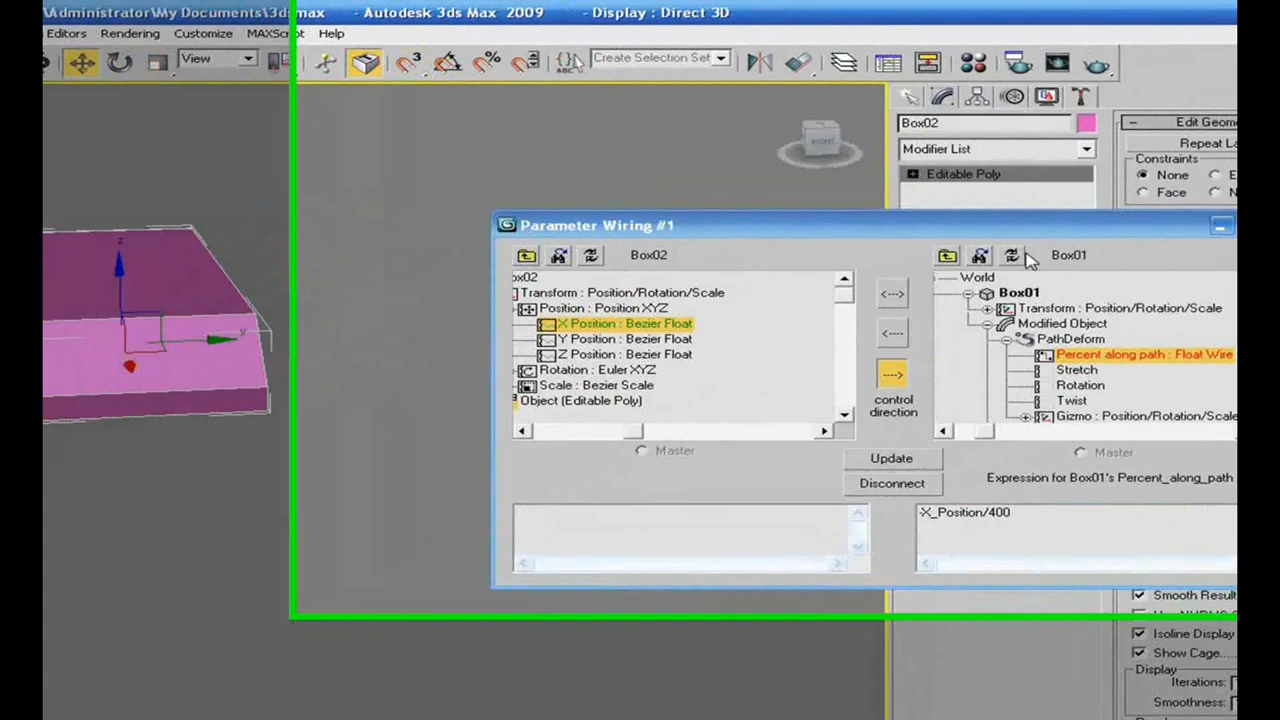 \Administrator\My Documents\3dsmax - Autodesk 3ds Max 2009 - Display : Direct 3D
Editors Rendering Customize MAXScript Help
View
Create Selection Set
Box02
Modifier List
Editable Poly
Edit Geom
Repeat La
Constraints
None
E
Face
N
RIGHT
Parameter Wiring #1
Box02
ox02
Transform : Position/Rotation/Scale
Position : Position XYZ
X Position : Bezier Float
Y Position : Bezier Float
Z Position : Bezier Float
Rotation : Euler XYZ
Scale : Bezier Scale
Object (Editable Poly)
Master
<--->
<---
--->
control
direction
Update
Disconnect
Box01
World
Box01
Transform : Position/Rotation/Scale
Modified Object
PathDeform
Percent along path : Float Wire
Stretch
Rotation
Twist
Gizmo : Position/Rotation/Scale
Master
Expression for Box01's Percent_along_path
-X_Position/400
Smooth Result
Isoline Display
Show Cage......
Display
Iterations:
Smoothness:
z
y